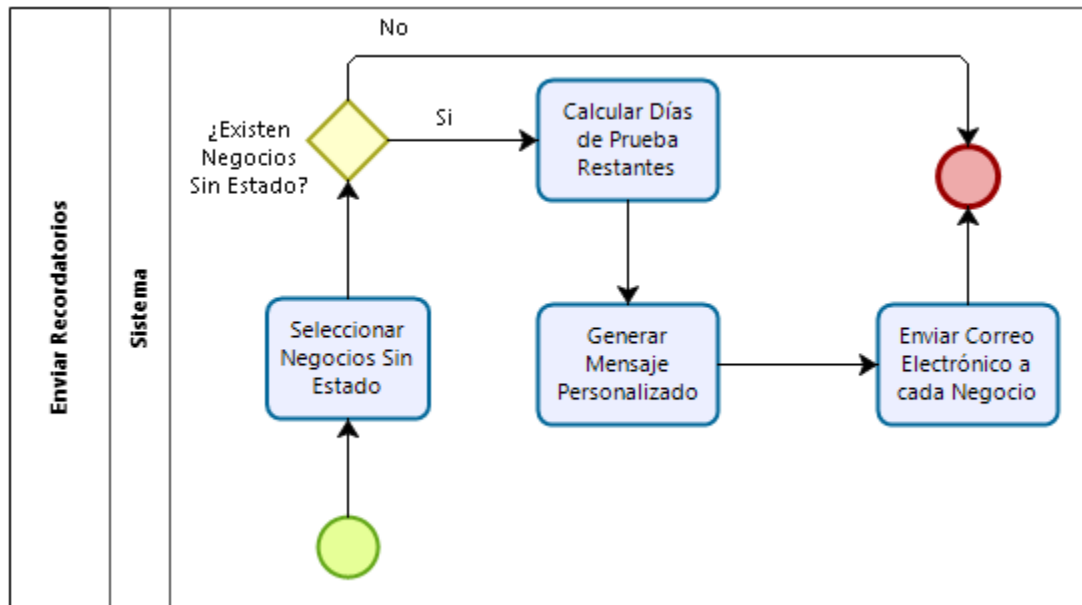 Enviar Recordatorios
Sistema
No
¿Existen
Negocios
Sin Estado?
Si
Calcular Días
de Prueba
Restantes
Seleccionar
Negocios Sin
Estado
Generar
Mensaje
Personalizado
Enviar Correo
Electrónico a
cada Negocio